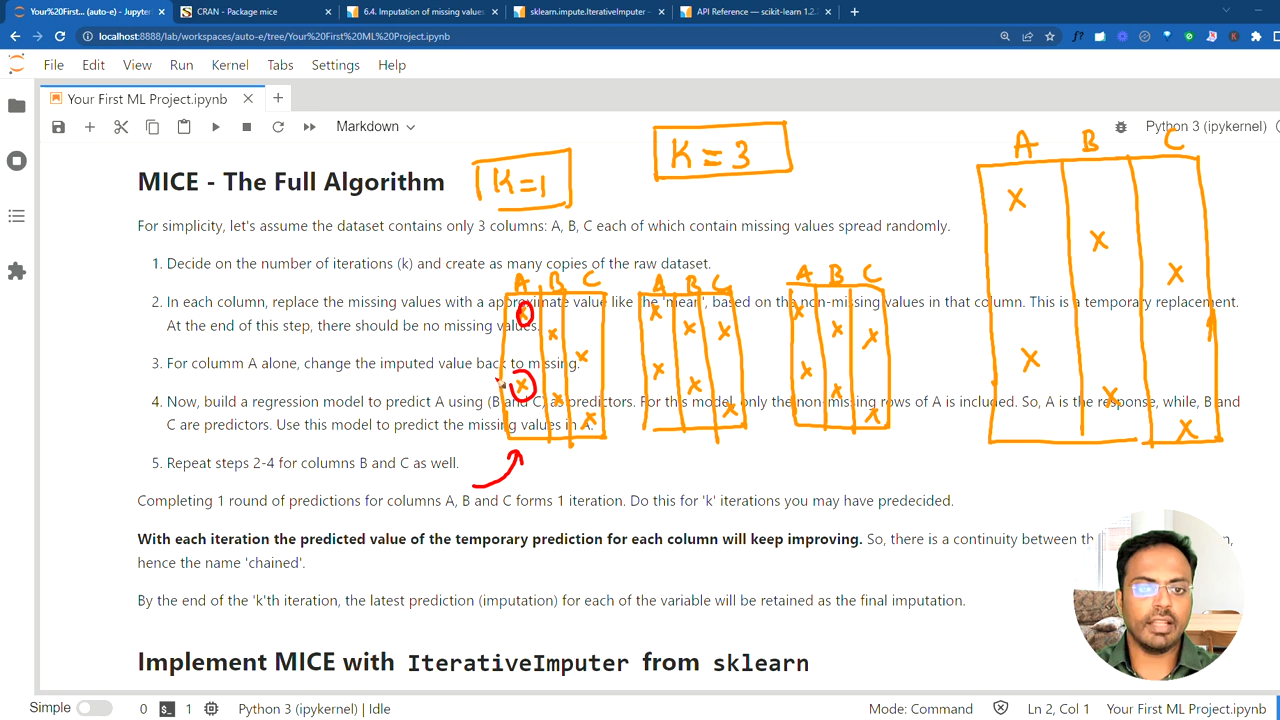 Your%20First... (auto-e) - Jupyter
CRAN - Package mice
6.4. Imputation of missing values
sklearn.impute.IterativeImputer —
API Reference — scikit-learn 1.2.
localhost:8888/lab/workspaces/auto-e/tree/Your%20First%20ML%20Project.ipynb
File Edit View Run Kernel Tabs Settings Help
Your First ML Project.ipynb
Markdown
Python 3 (ipykernel)
K=1
K=3
A B C
MICE - The Full Algorithm
For simplicity, let's assume the dataset contains only 3 columns: A, B, C each of which contain missing values spread randomly.
1. Decide on the number of iterations (k) and create as many copies of the raw dataset.
A B C A B C A B C
2. In each column, replace the missing values with a approximate value like the 'mean', based on the non-missing values in that column. This is a temporary replacement.
At the end of this step, there should be no missing values.
3. For column A alone, change the imputed value back to missing.
4. Now, build a regression model to predict A using (B and C) as predictors. For this model, only the non-missing rows of A is included. So, A is the response, while, B and
C are predictors. Use this model to predict the missing values in A.
5. Repeat steps 2-4 for columns B and C as well.
Completing 1 round of predictions for columns A, B and C forms 1 iteration. Do this for 'k' iterations you may have predecided.
With each iteration the predicted value of the temporary prediction for each column will keep improving. So, there is a continuity between
hence the name 'chained'.
By the end of the 'k'th iteration, the latest prediction (imputation) for each of the variable will be retained as the final imputation.
Implement MICE with IterativeImputer from sklearn
Simple 0 1 Python 3 (ipykernel) | Idle Mode: Command Ln 2, Col 1 Your First ML Project.ipynb